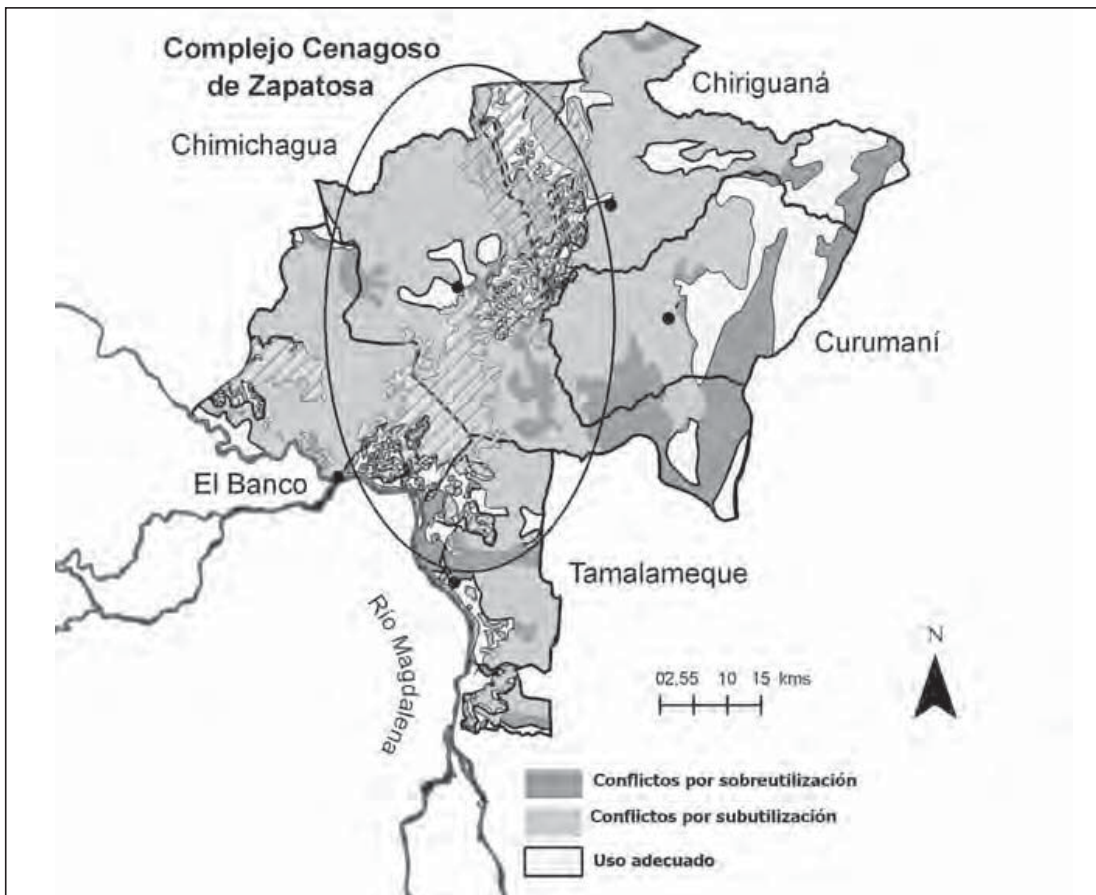 Complejo Cenagoso
de Zapatosa
Chiriguaná
Chimichagua
Curumaní
El Banco
Tamalameque
Río Magdalena
N
02,55 10 15 kms
Conflictos por sobreutilización
Conflictos por subutilización
Uso adecuado